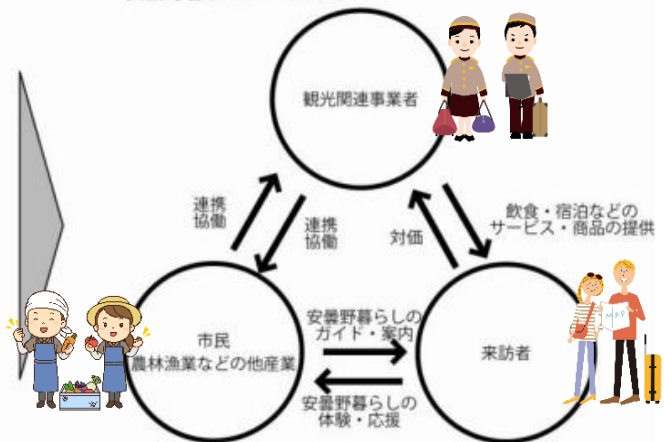 観光関連事業者
連携
協働
連携
協働
対価
飲食・宿泊などの
サービス・商品の提供
市民
農林漁業などの他産業
安曇野暮らしの
ガイド・案内
来訪者
安曇野暮らしの
体験・応援
MAP